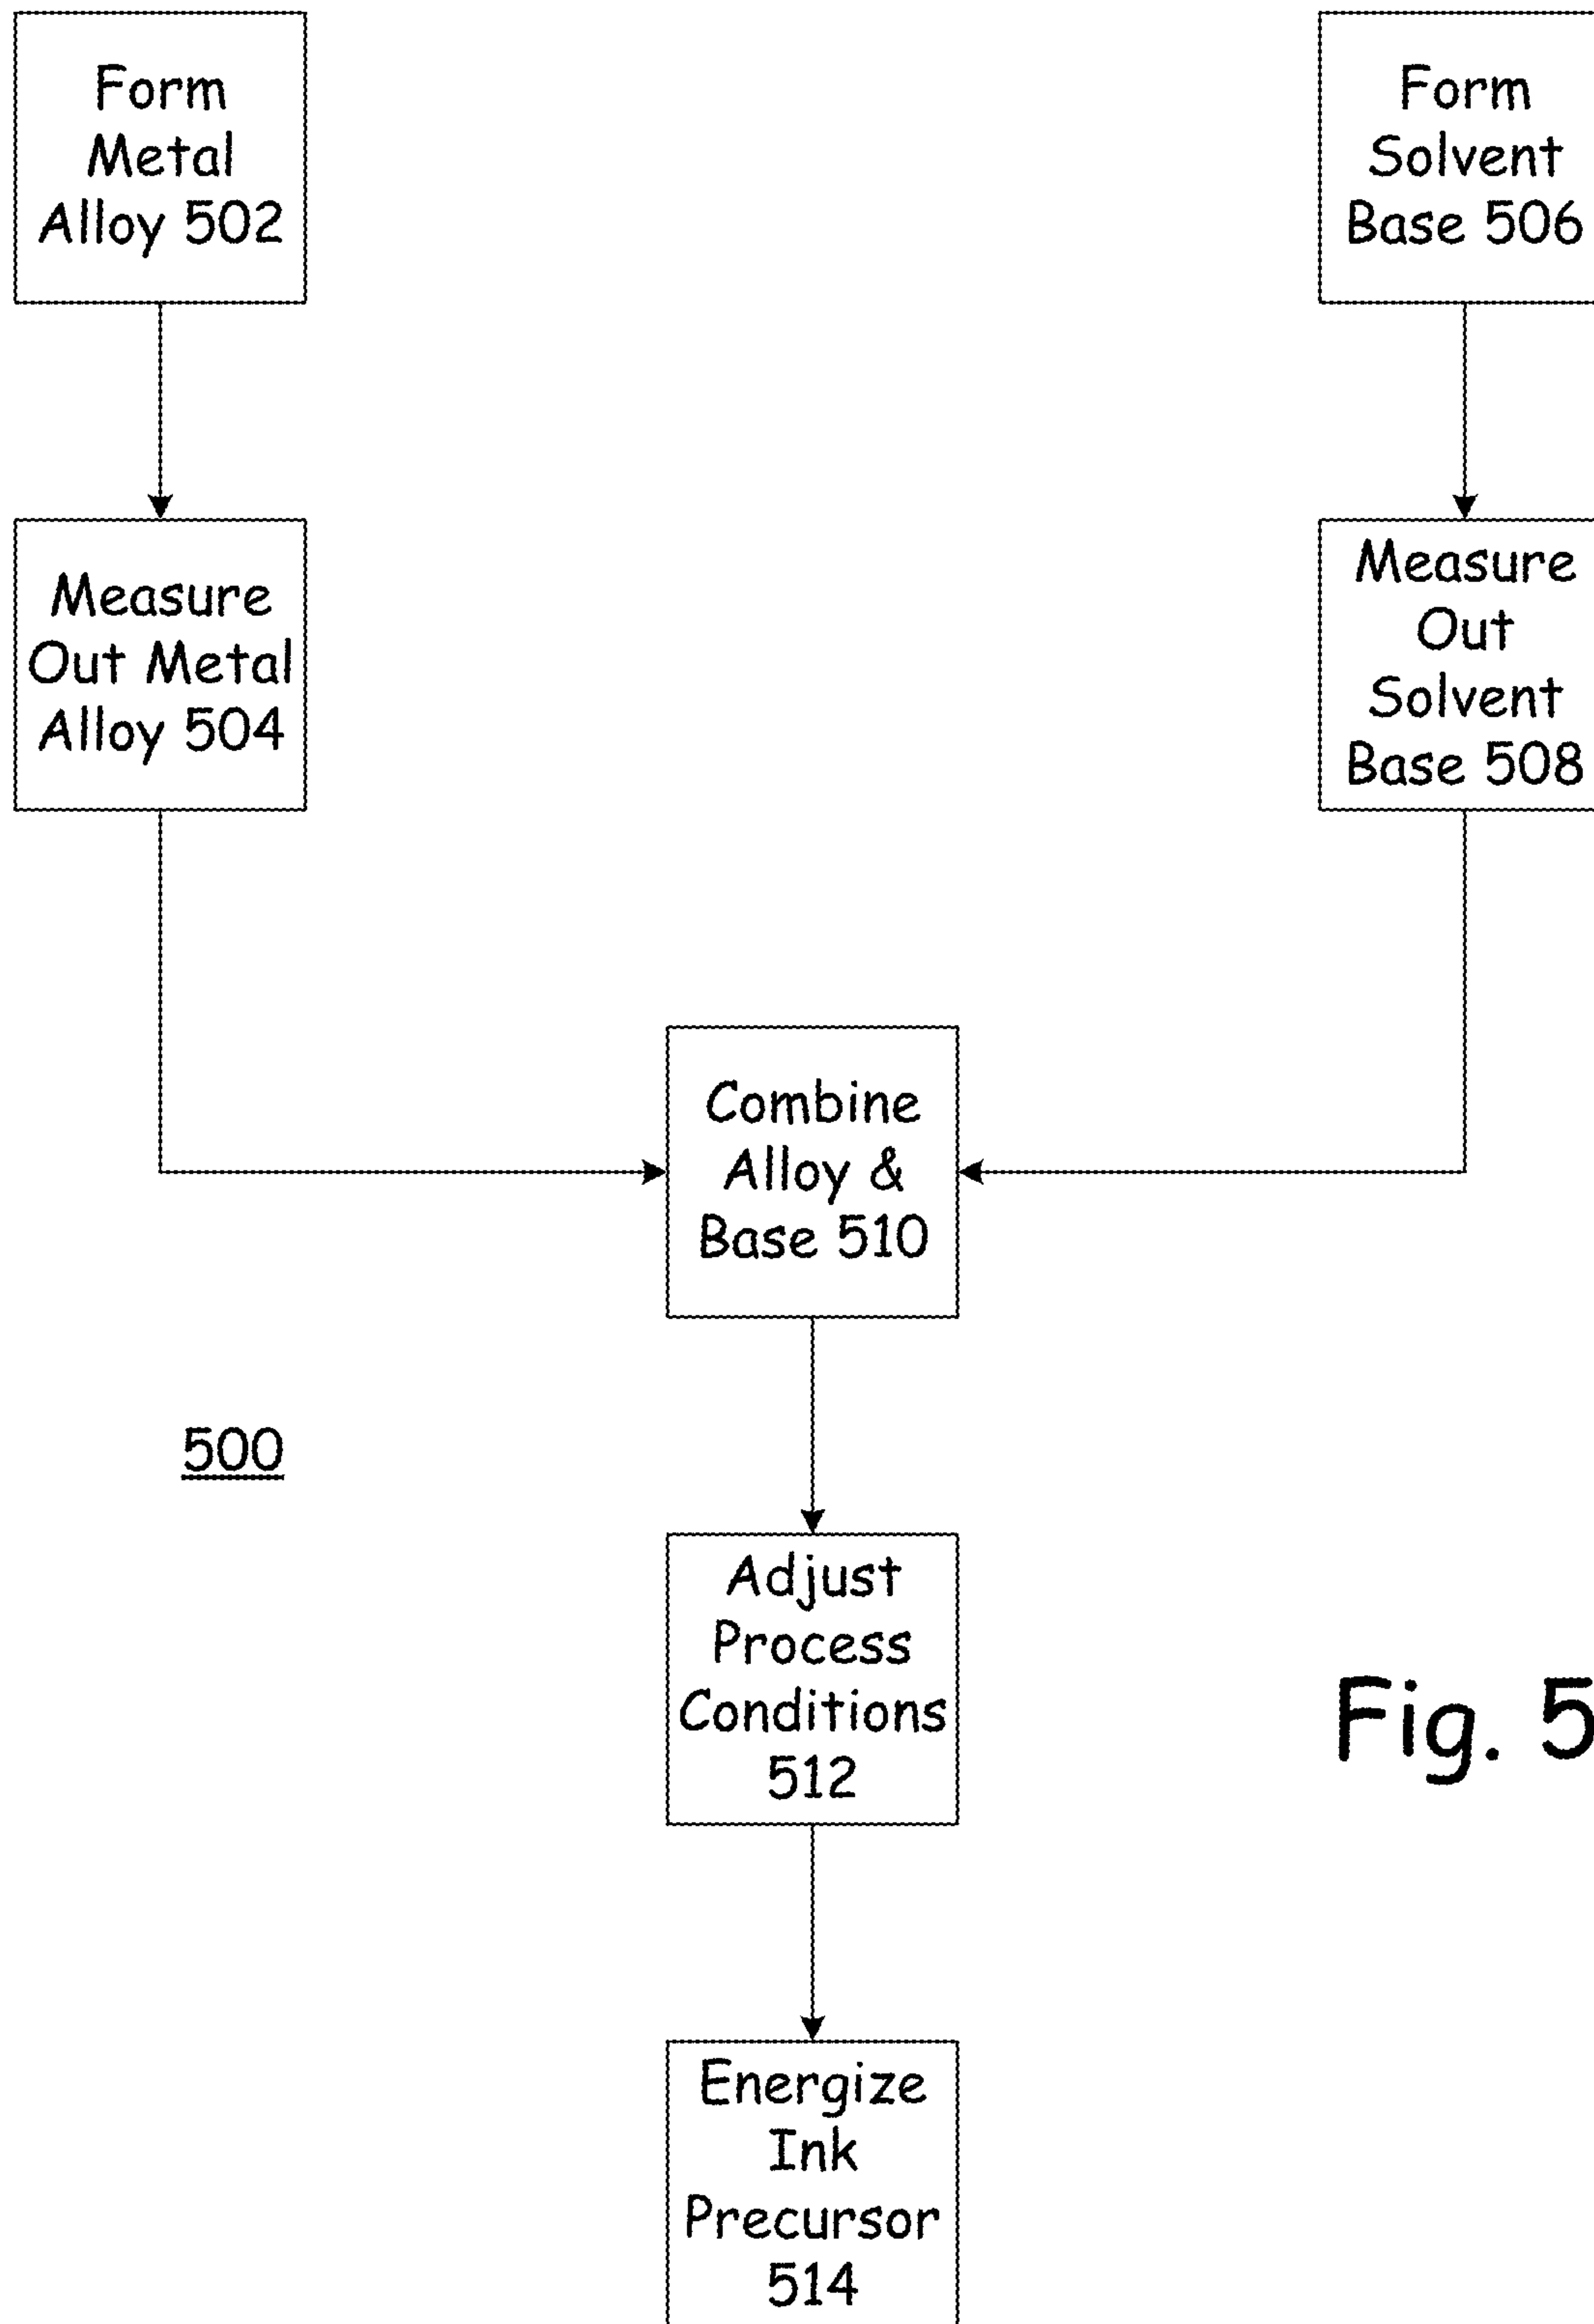 Form
Metal
Alloy 502
Form
Solvent
Base 506
Measure
Out Metal
Alloy 504
Measure
Out
Solvent
Base 508
Combine
Alloy &
Base 510
500
Adjust
Process
Conditions
512
Fig. 5
Energize
Ink
Precursor
514